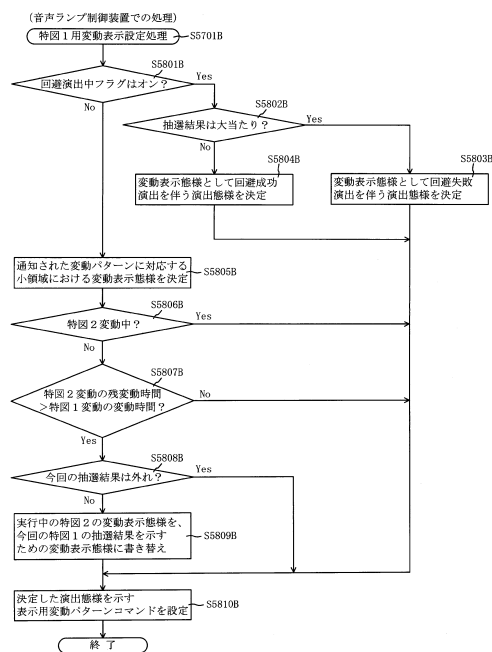 （音声ランプ制御装置での処理）
特図１用変動表示設定処理
S5701B
S5801B
回避演出中フラグはオン？
Yes
No
S5802B
抽選結果は大当たり？
Yes
No
S5804B
変動表示態様として回避成功
演出を伴う演出態様を決定
S5803B
変動表示態様として回避失敗
演出を伴う演出態様を決定
通知された変動パターンに対応する
小領域における変動表示態様を決定
S5805B
S5806B
特図２変動中？
Yes
No
S5807B
特図２変動の残変動時間
＞特図１変動の変動時間？
No
Yes
S5808B
今回の抽選結果は外れ？
Yes
No
実行中の特図２の変動表示態様を、
今回の特図１の抽選結果を示す
ための変動表示態様に書き替え
S5809B
決定した演出態様を示す
表示用変動パターンコマンドを設定
S5810B
終了